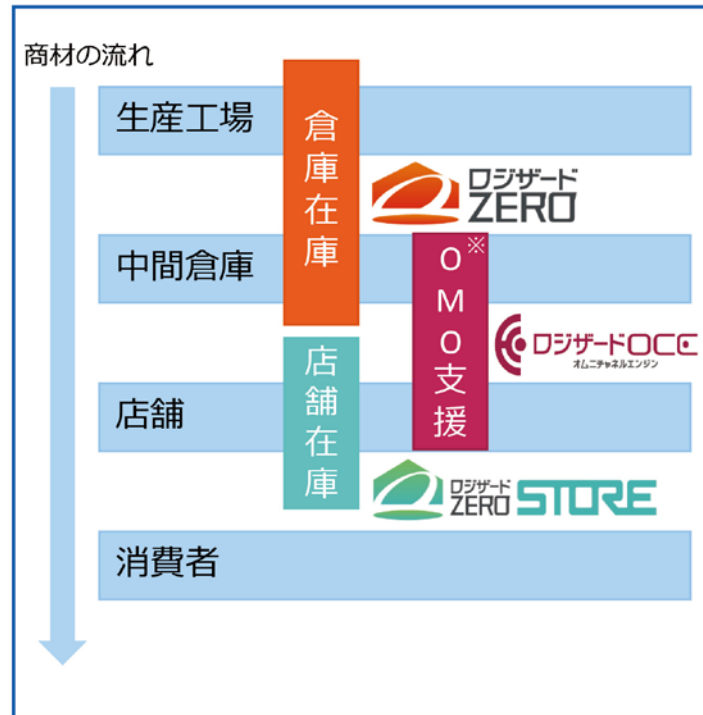 商材の流れ
生産工場
倉庫在庫
ロジザード
ZERO
中間倉庫
OMO支援※
ロジザードOCE
オムニチャネルエンジン
店舗
店舗在庫
ロジザード
ZERO STORE
消費者